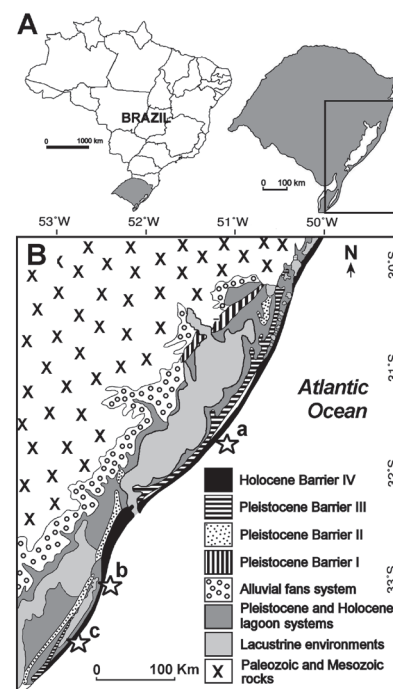 A
BRAZIL
0 1000 km
0 100 km
53°W 52°W 51°W 50°W
B
N
30°S
31°S
32°S
33°S
Atlantic
Ocean
a
b
c
Holocene Barrier IV
Pleistocene Barrier III
Pleistocene Barrier II
Pleistocene Barrier I
Alluvial fans system
Pleistocene and Holocene
lagoon systems
Lacustrine environments
X Paleozoic and Mesozoic
rocks
0 100 Km